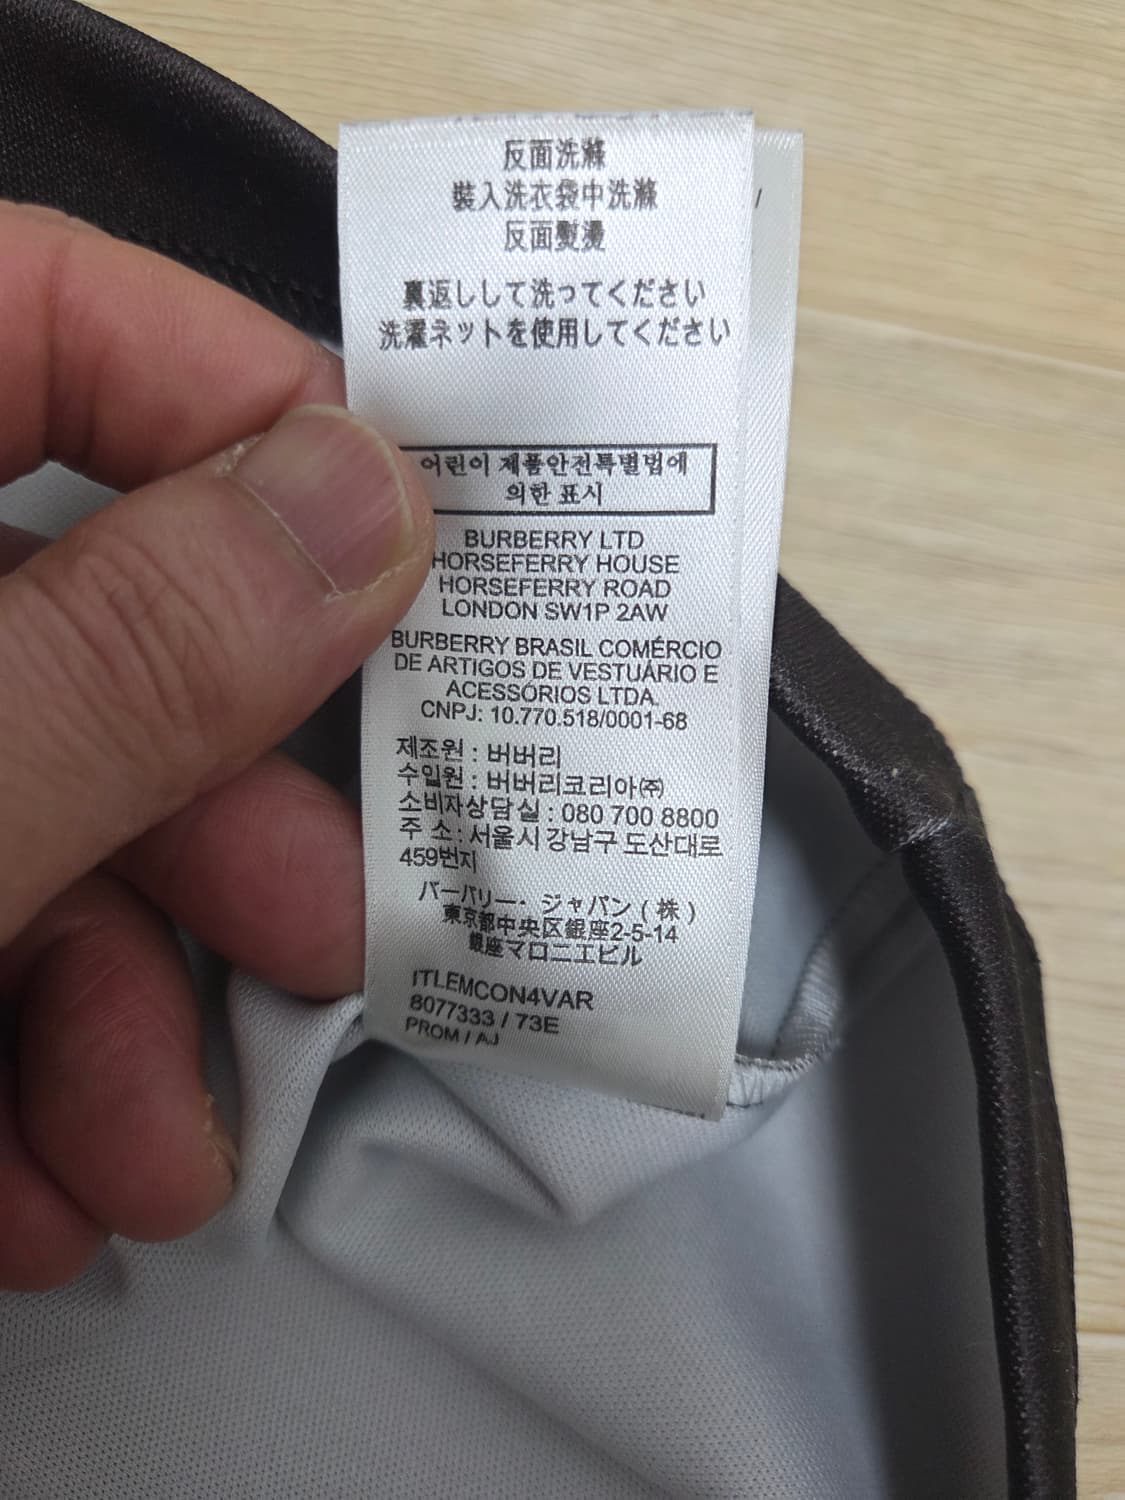 反面洗滌
裝入洗衣袋中洗滌
反面熨燙
裏返しして洗ってください
洗濯ネットを使用してください
어린이 제품안전특별법에
의한 표시
BURBERRY LTD
HORSEFERRY HOUSE
HORSEFERRY ROAD
LONDON SW1P 2AW
BURBERRY BRASIL COMÉRCIO
DE ARTIGOS DE VESTUÁRIO E
ACESSÓRIOS LTDA.
CNPJ: 10.770.518/0001-68
제조원 : 버버리
수입원 : 버버리코리아㈜
소비자상담실 : 080 700 8800
주 소 : 서울시 강남구 도산대로
459번지
バーバリー・ジャパン（株）
東京都中央区銀座2-5-14
銀座マロニエビル
ITLEMCON4VAR
8077333 / 73E
PROM / AJ